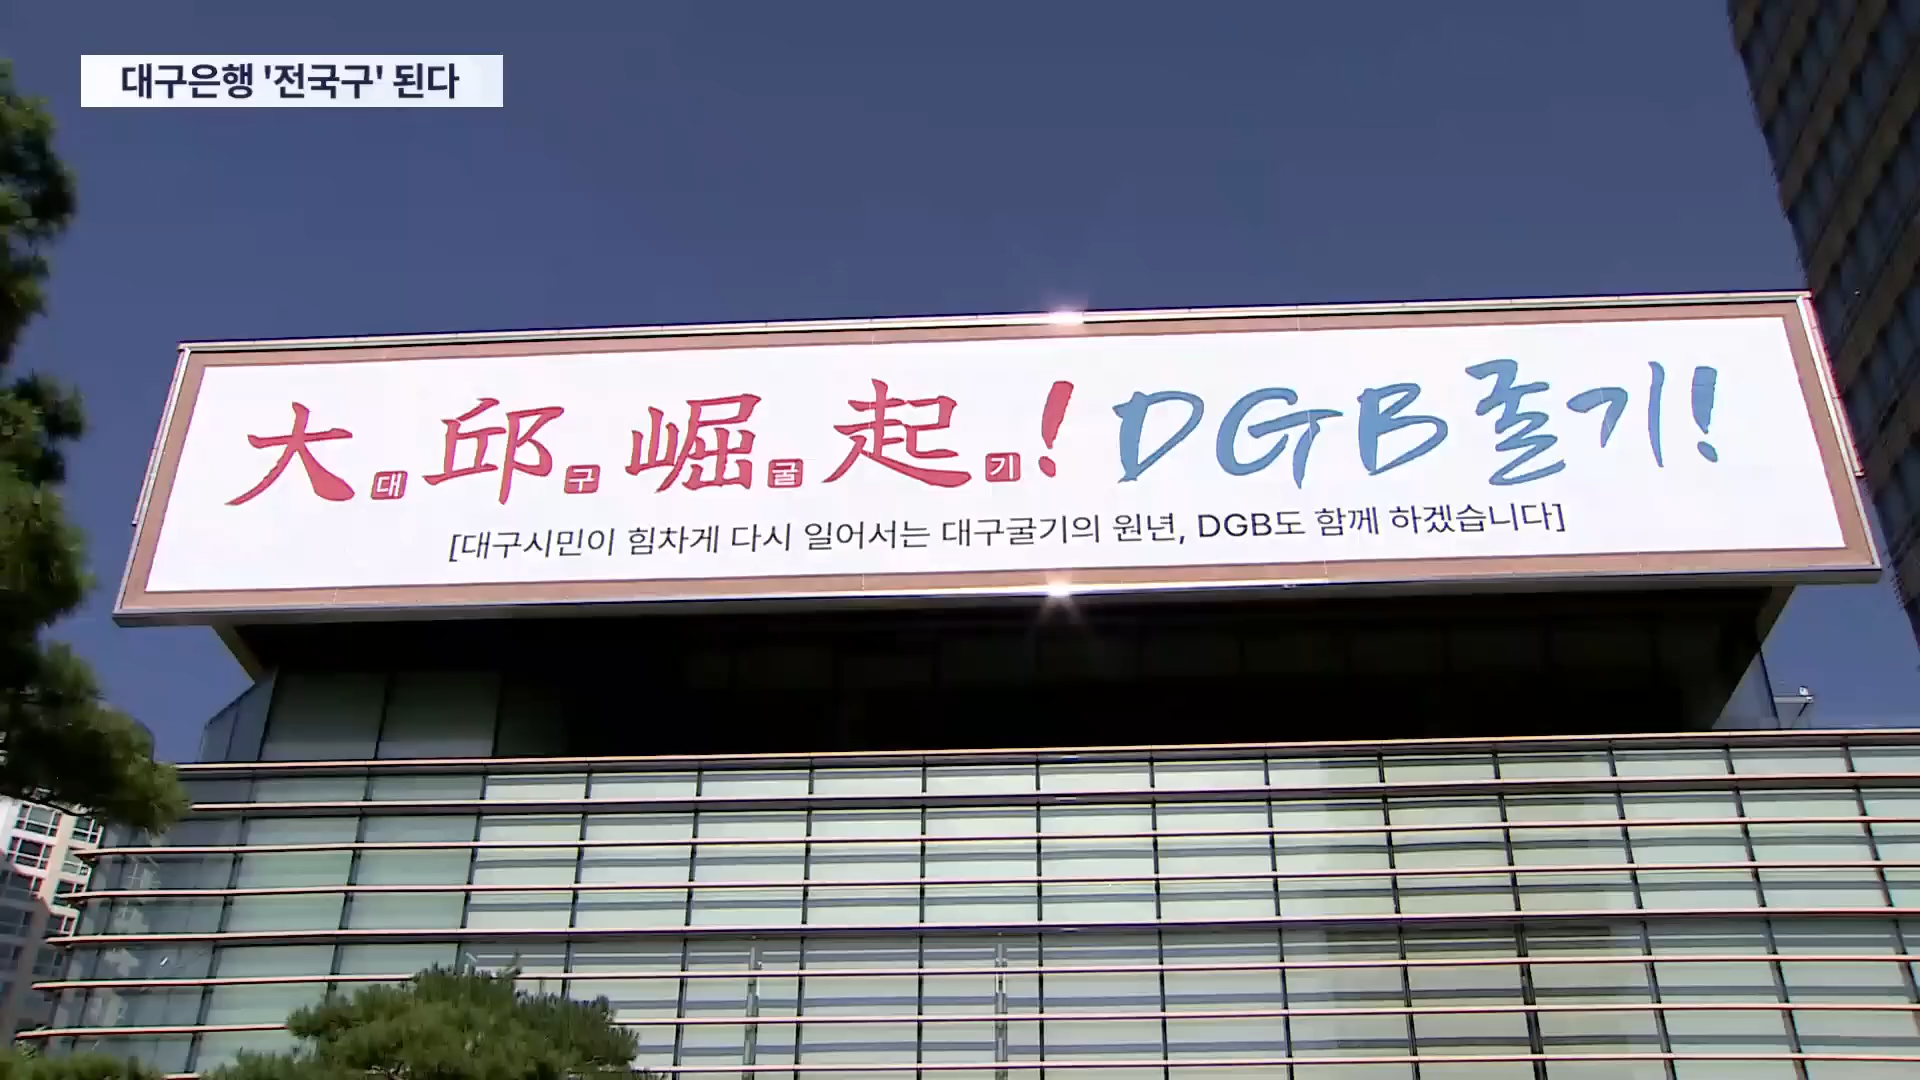 대구은행 '전국구' 된다
大대 邱구 崛굴 起기! DGB굴기!
[대구시민이 힘차게 다시 일어서는 대구굴기의 원년, DGB도 함께 하겠습니다]